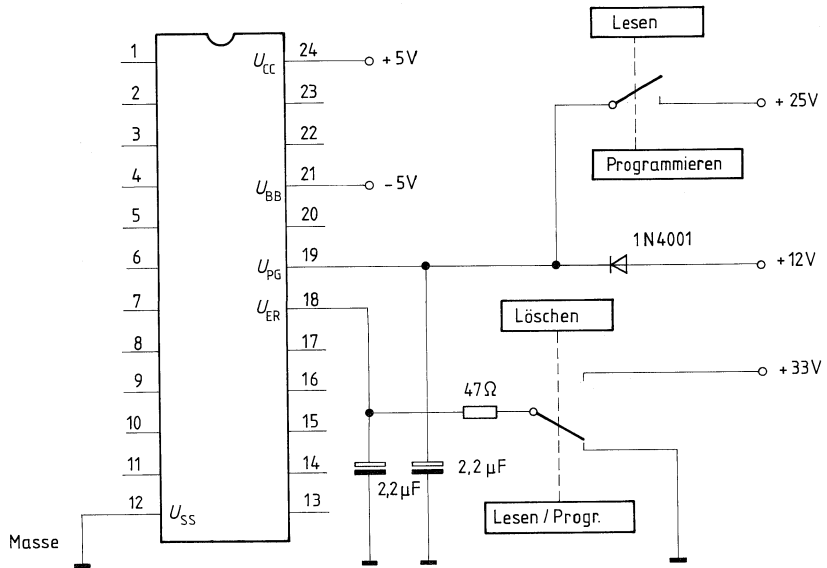 Lesen
+25V
Programmieren
1N4001
+12V
Löschen
+33V
47Ω
2,2µF
2,2µF
Lesen / Progr.
1
2
3
4
5
6
7
8
9
10
11
12
U_CC 24 +5V
23
22
U_BB 21 -5V
20
U_PG 19
U_ER 18
17
16
15
14
13
U_SS
Masse